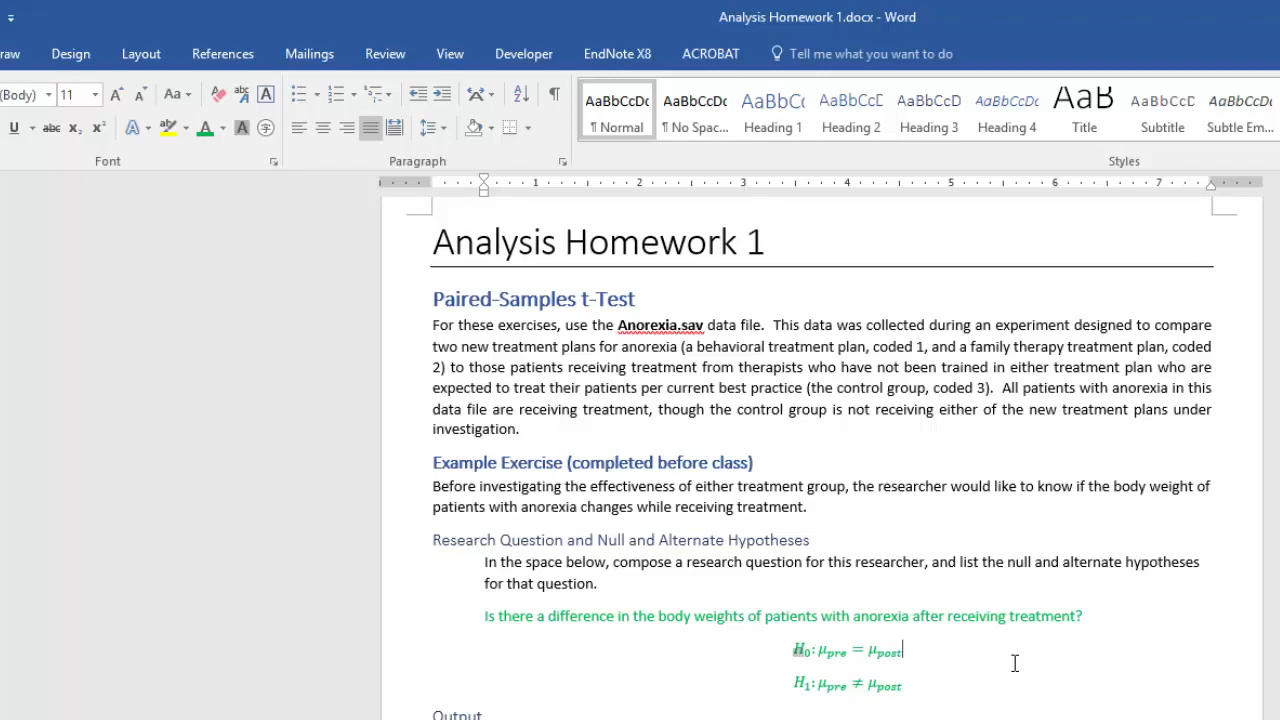 Analysis Homework 1.docx - Word
raw Design Layout References Mailings Review View Developer EndNote X8 ACROBAT Tell me what you want to do
(Body) 11 Aa
AaBbCcDc AaBbCcDc AaBbCc AaBbCcD AaBbCcDc AaBbCcDc AaB AaBbCcD AaBbCcDc
U abc x₂ x²
¶ Normal ¶ No Spac... Heading 1 Heading 2 Heading 3 Heading 4 Title Subtitle Subtle Em...
Font Paragraph Styles
1 2 3 4 5 6 7
Analysis Homework 1
Paired-Samples t-Test
For these exercises, use the Anorexia.sav data file. This data was collected during an experiment designed to compare
two new treatment plans for anorexia (a behavioral treatment plan, coded 1, and a family therapy treatment plan, coded
2) to those patients receiving treatment from therapists who have not been trained in either treatment plan who are
expected to treat their patients per current best practice (the control group, coded 3). All patients with anorexia in this
data file are receiving treatment, though the control group is not receiving either of the new treatment plans under
investigation.
Example Exercise (completed before class)
Before investigating the effectiveness of either treatment group, the researcher would like to know if the body weight of
patients with anorexia changes while receiving treatment.
Research Question and Null and Alternate Hypotheses
In the space below, compose a research question for this researcher, and list the null and alternate hypotheses
for that question.
Is there a difference in the body weights of patients with anorexia after receiving treatment?
H₀: μpre = μpost
H₁: μpre ≠ μpost
Output